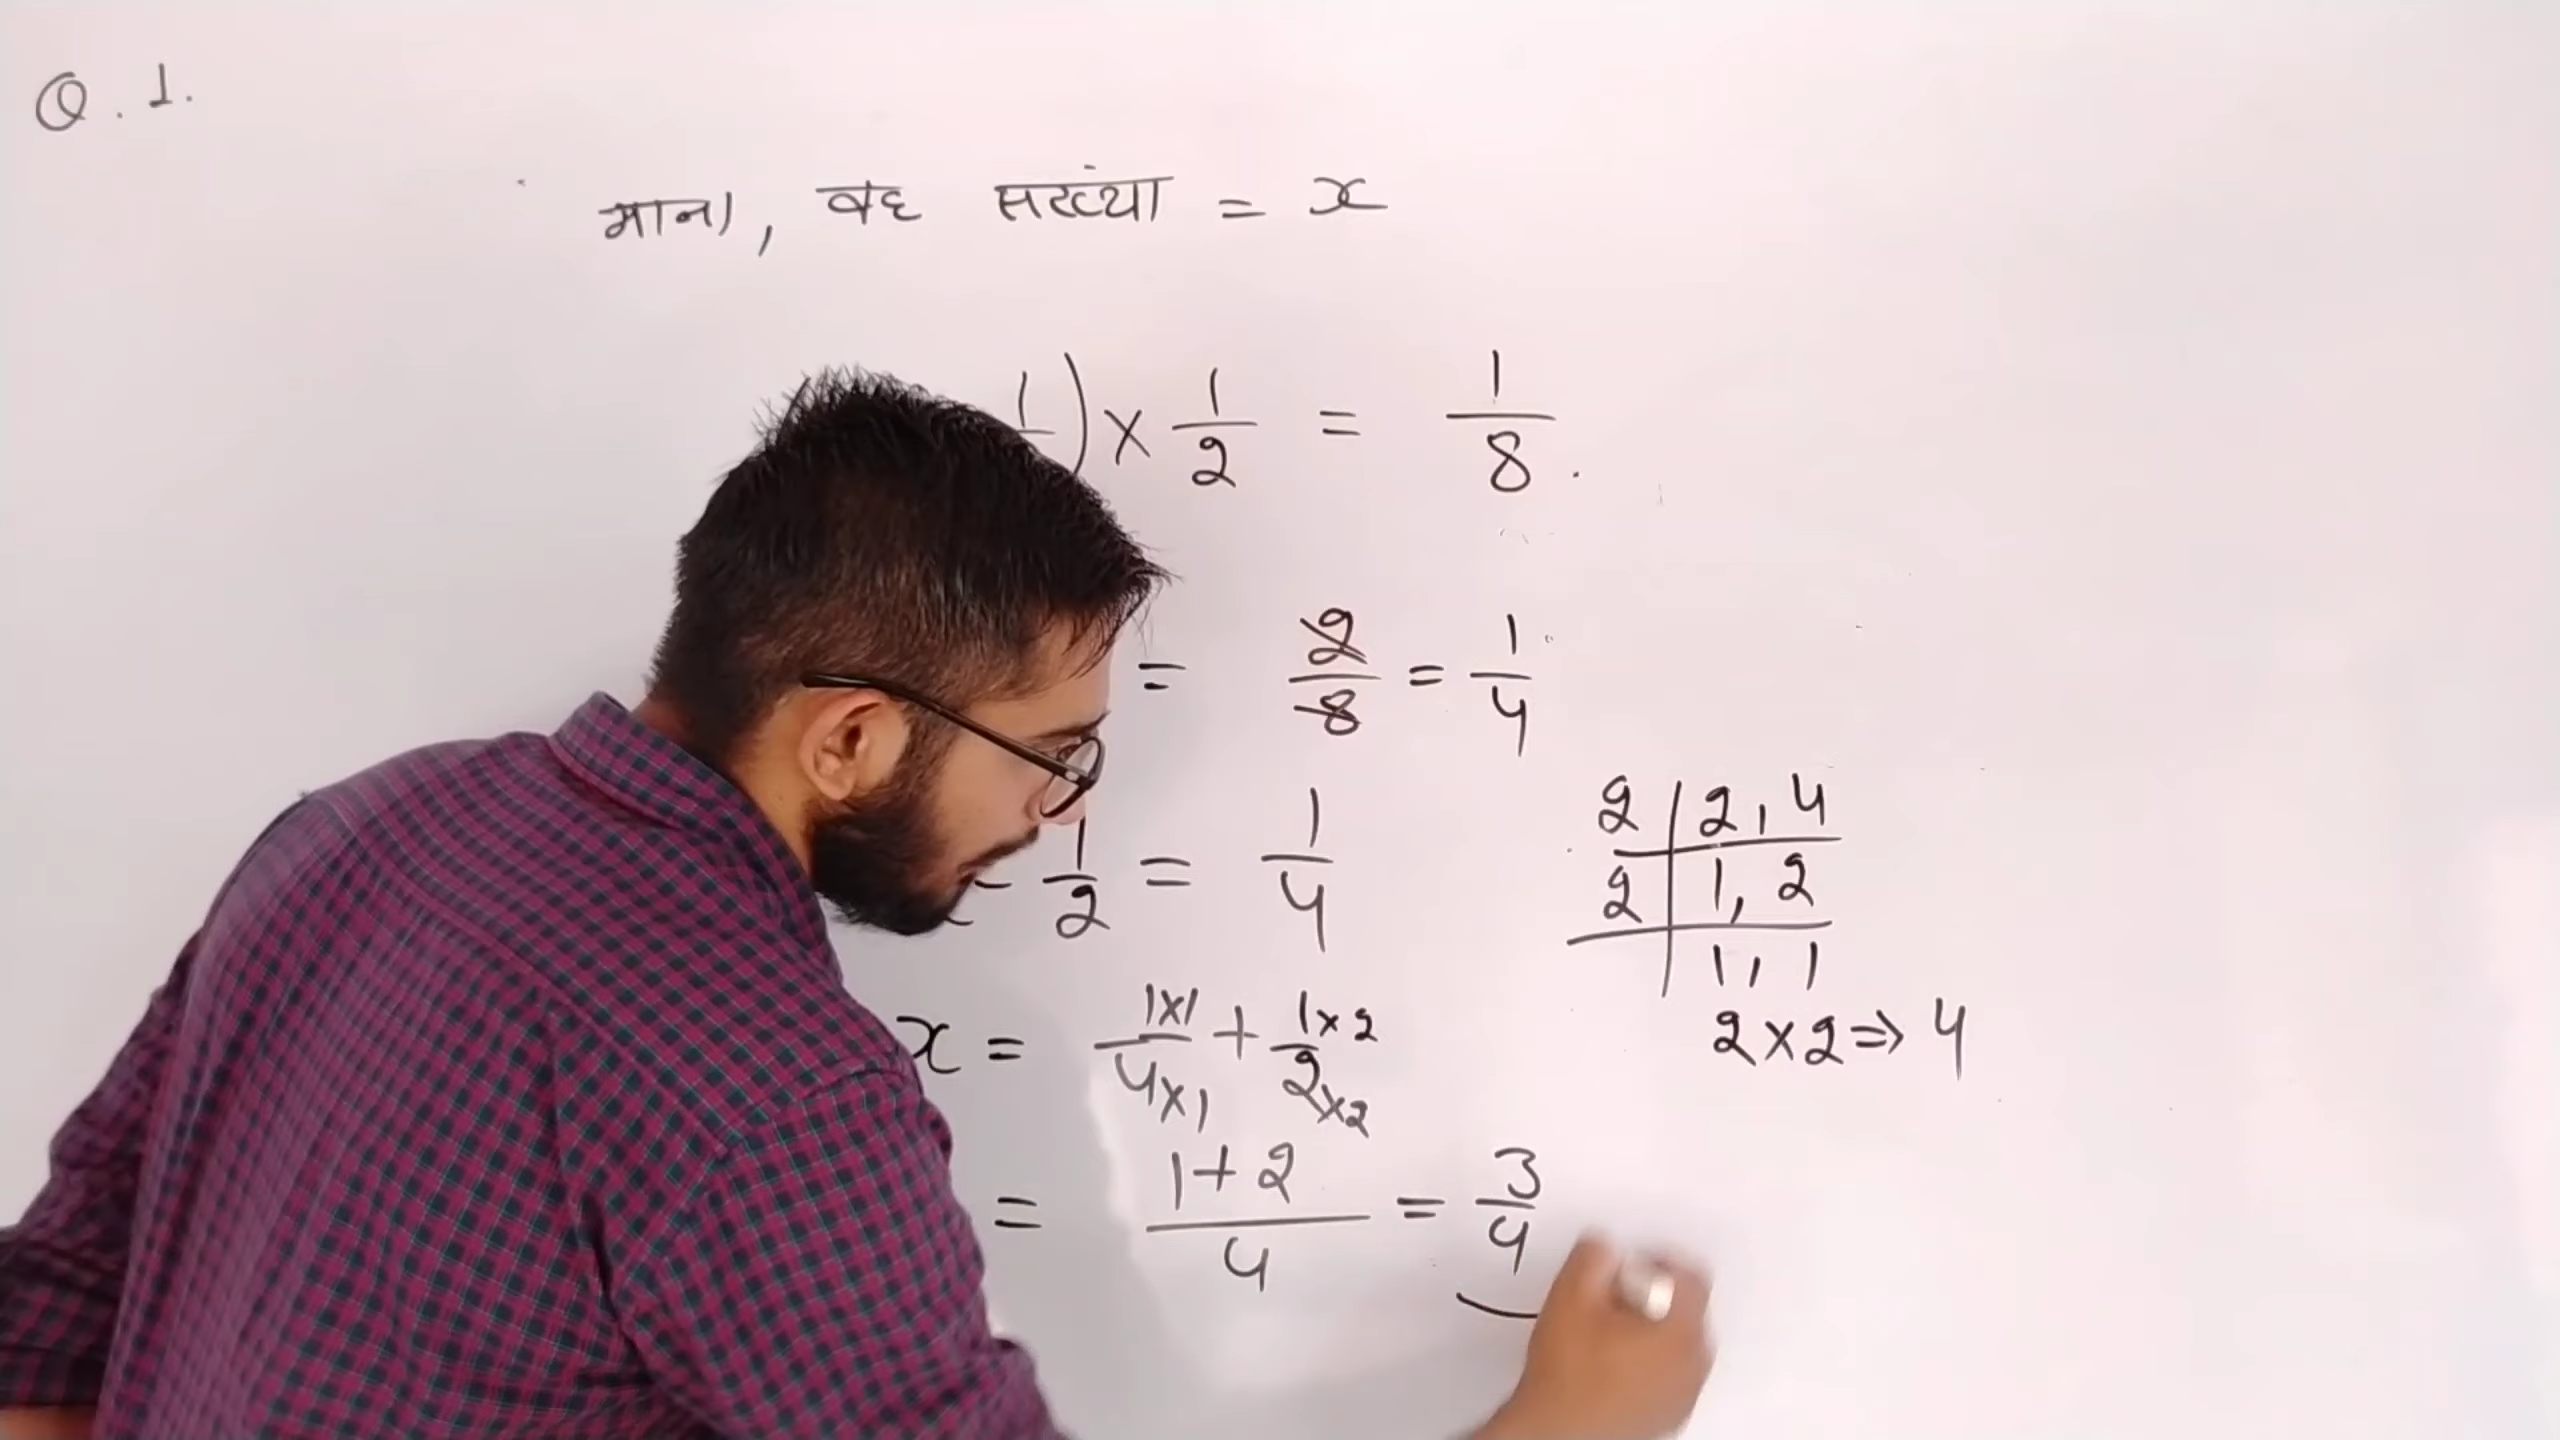 Q. 1.
माना, वह सख्ंया = x
1) × 1/2 = 1/8.
= 2/8 = 1/4
- 1/2 = 1/4
2 | 2, 4
2 | 1, 2
1, 1
2 × 2 ⇒ 4
x = 1×1/4×1 + 1×2/2×2
= 1+2/4 = 3/4